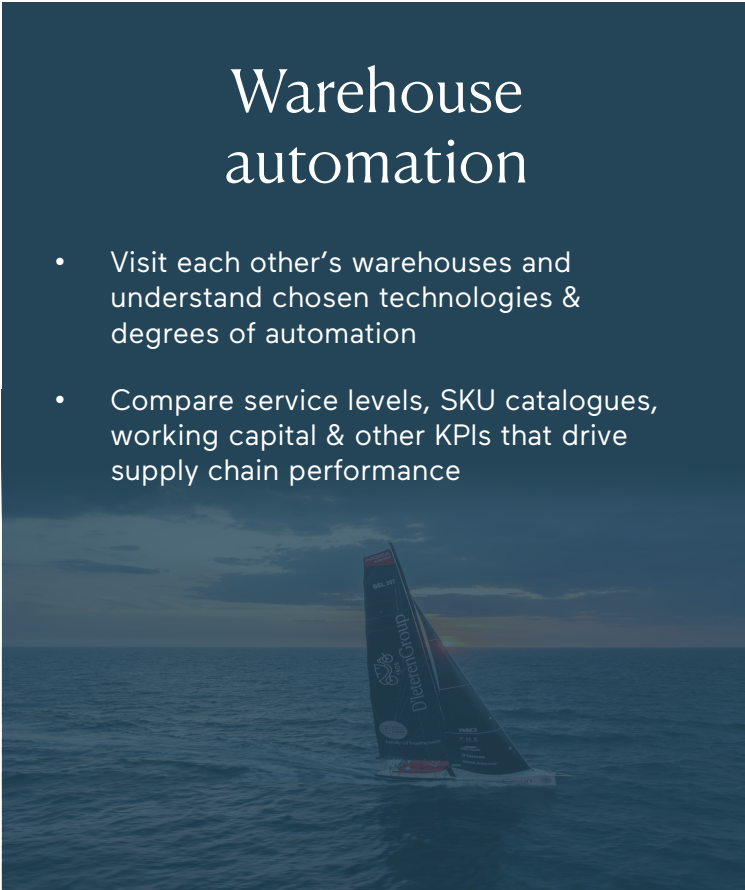 Warehouse
automation
• Visit each other’s warehouses and
understand chosen technologies &
degrees of automation
• Compare service levels, SKU catalogues,
working capital & other KPIs that drive
supply chain performance
D'Ieteren Group